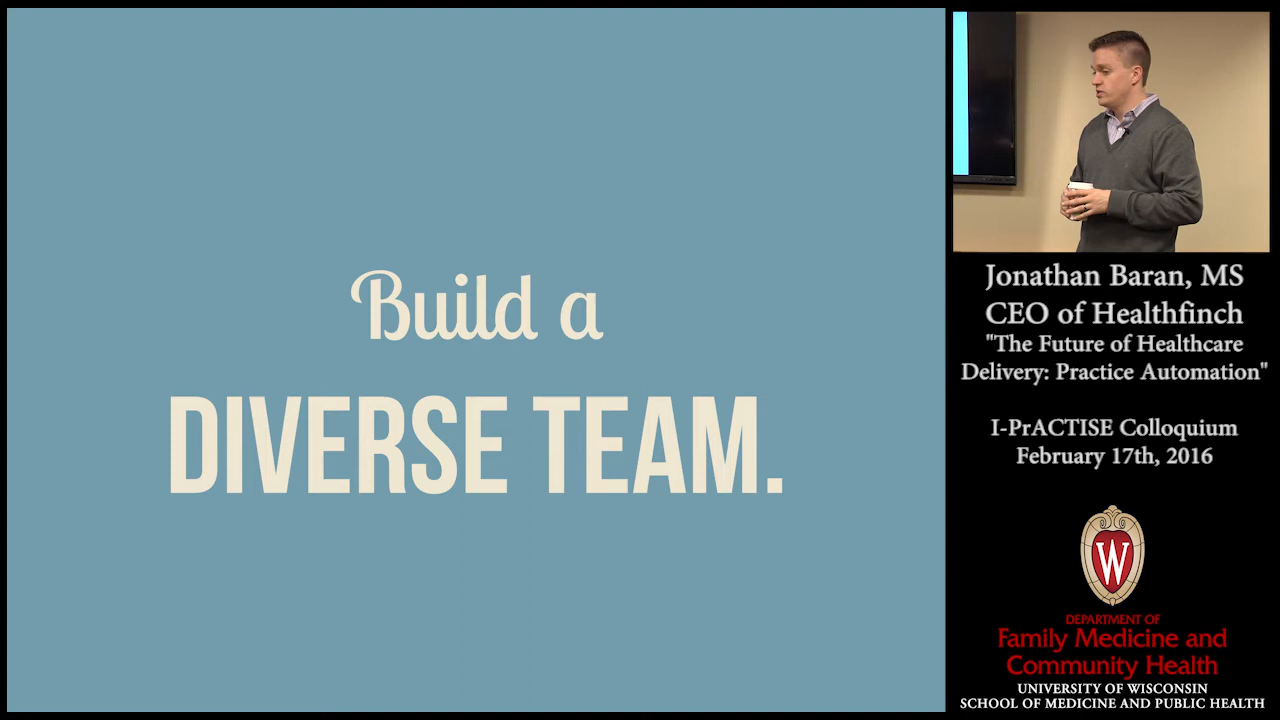 Build a
DIVERSE TEAM.
Jonathan Baran, MS
CEO of Healthfinch
"The Future of Healthcare
Delivery: Practice Automation"
I-PrACTISE Colloquium
February 17th, 2016
W
DEPARTMENT OF
Family Medicine and
Community Health
UNIVERSITY OF WISCONSIN
SCHOOL OF MEDICINE AND PUBLIC HEALTH